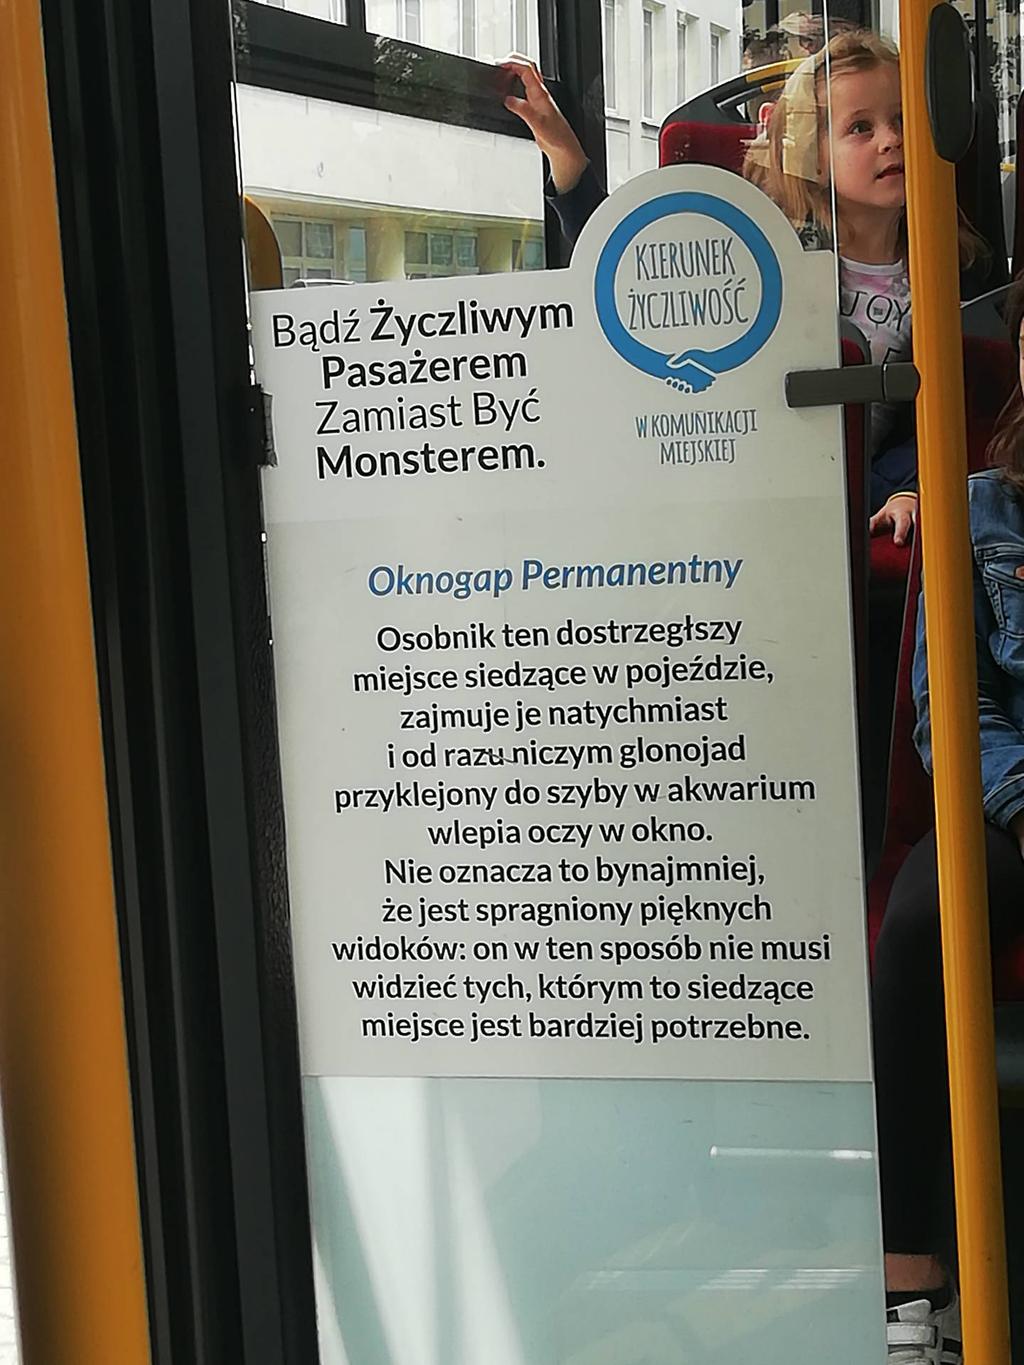 KIERUNEK
ŻYCZLIWOŚĆ
W KOMUNIKACJI
MIEJSKIEJ
Bądź Życzliwym
Pasażerem
Zamiast Być
Monsterem.
Oknogap Permanentny
Osobnik ten dostrzegłszy
miejsce siedzące w pojeździe,
zajmuje je natychmiast
i od razu niczym glonojad
przyklejony do szyby w akwarium
wlepia oczy w okno.
Nie oznacza to bynajmniej,
że jest spragniony pięknych
widoków: on w ten sposób nie musi
widzieć tych, którym to siedzące
miejsce jest bardziej potrzebne.
JOY